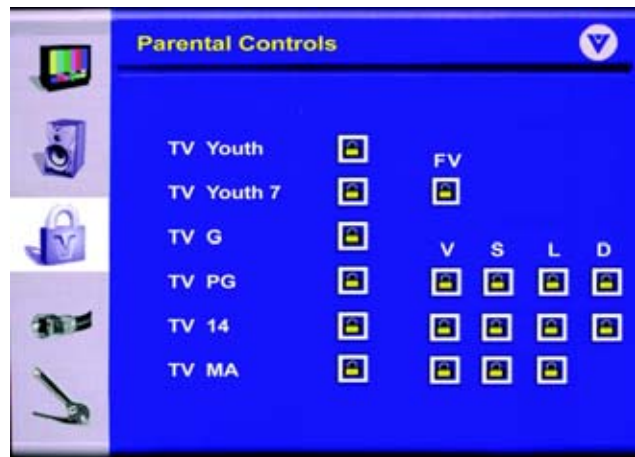 Parental Controls
V
TV Youth
FV
TV Youth 7
TV G
V S L D
TV PG
TV 14
TV MA